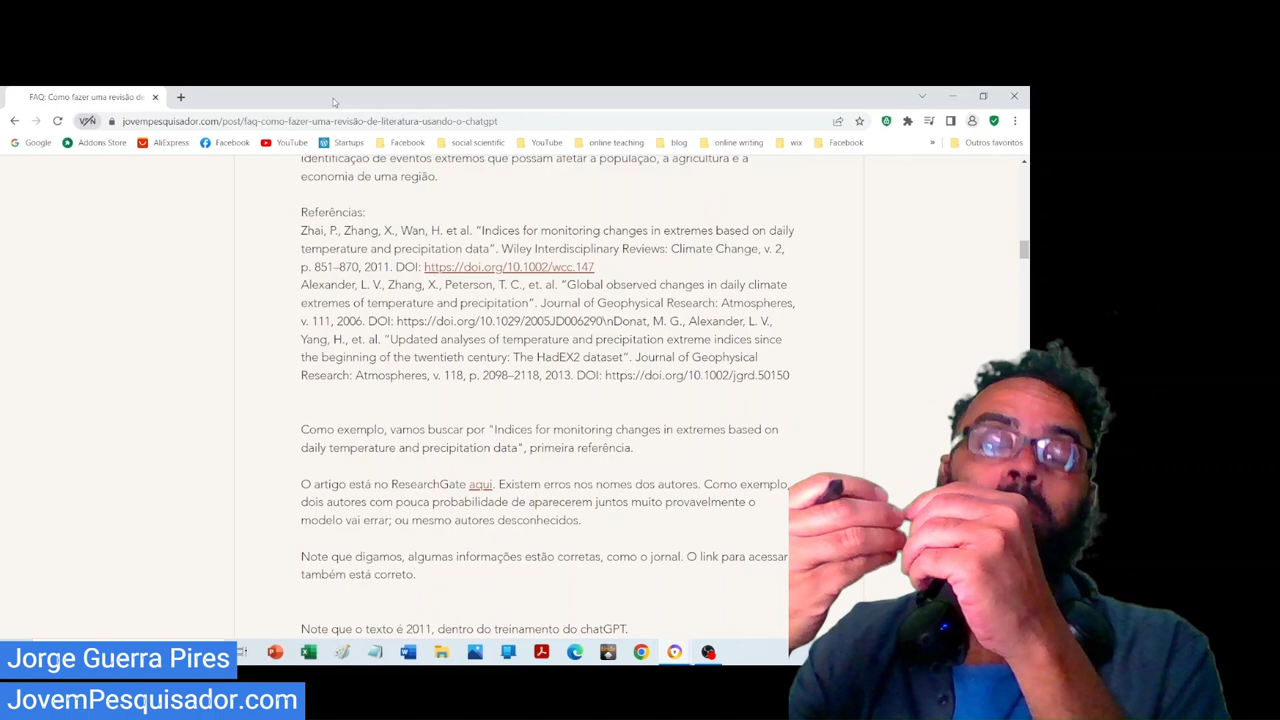 FAQ: Como fazer uma revisão de
jovempesquisador.com/post/faq-como-fazer-uma-revisão-de-literatura-usando-o-chatgpt
Google Addons Store AliExpress Facebook YouTube Startups Facebook social scientific YouTube online teaching blog online writing wix Facebook » Outros favoritos
identificação de eventos extremos que possam afetar a população, a agricultura e a
economia de uma região.
Referências:
Zhai, P., Zhang, X., Wan, H. et al. “Indices for monitoring changes in extremes based on daily
temperature and precipitation data”. Wiley Interdisciplinary Reviews: Climate Change, v. 2,
p. 851–870, 2011. DOI: https://doi.org/10.1002/wcc.147
Alexander, L. V., Zhang, X., Peterson, T. C., et. al. “Global observed changes in daily climate
extremes of temperature and precipitation”. Journal of Geophysical Research: Atmospheres,
v. 111, 2006. DOI: https://doi.org/10.1029/2005JD006290\nDonat, M. G., Alexander, L. V.,
Yang, H., et. al. “Updated analyses of temperature and precipitation extreme indices since
the beginning of the twentieth century: The HadEX2 dataset”. Journal of Geophysical
Research: Atmospheres, v. 118, p. 2098–2118, 2013. DOI: https://doi.org/10.1002/jgrd.50150
Como exemplo, vamos buscar por "Indices for monitoring changes in extremes based on
daily temperature and precipitation data", primeira referência.
O artigo está no ResearchGate aqui. Existem erros nos nomes dos autores. Como exemplo,
dois autores com pouca probabilidade de aparecerem juntos muito provavelmente o
modelo vai errar; ou mesmo autores desconhecidos.
Note que digamos, algumas informações estão corretas, como o jornal. O link para acessar
também está correto.
Note que o texto é 2011, dentro do treinamento do chatGPT.
Jorge Guerra Pires
JovemPesquisador.com